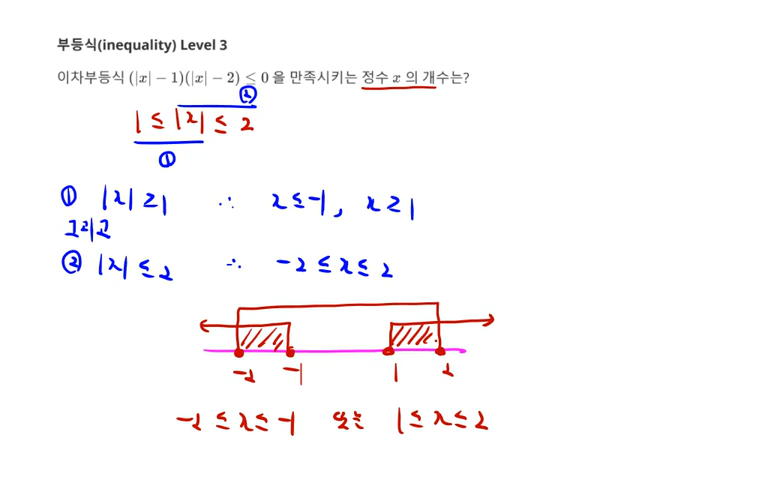 부등식(inequality) Level 3
이차부등식 (|x| − 1)(|x| − 2) ≤ 0 을 만족시키는 정수 x 의 개수는?
②
1 ≤ |x| ≤ 2
①
① |x| ≥ 1 ∴ x ≤ -1, x ≥ 1
그리고
② |x| ≤ 2 ∴ -2 ≤ x ≤ 2
-2 -1 1 2
-2 ≤ x ≤ -1 또는 1 ≤ x ≤ 2